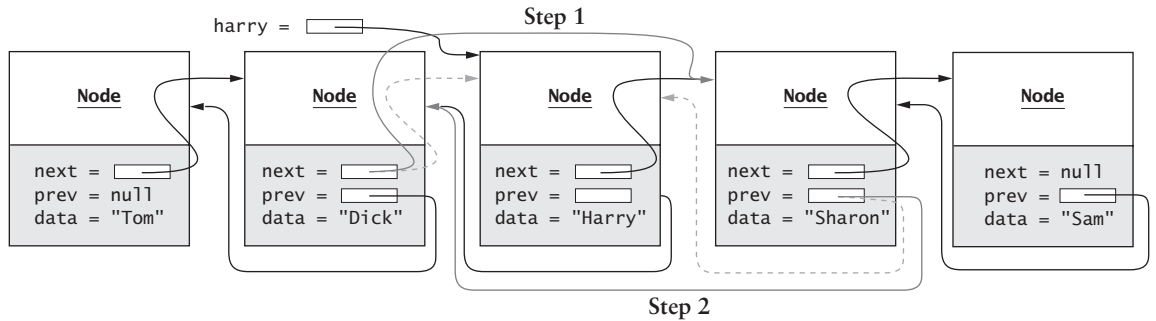 Step 1
harry =
Node
next =
prev = null
data = "Tom"
Node
next =
prev =
data = "Dick"
Node
next =
prev =
data = "Harry"
Node
next =
prev =
data = "Sharon"
Node
next = null
prev =
data = "Sam"
Step 2